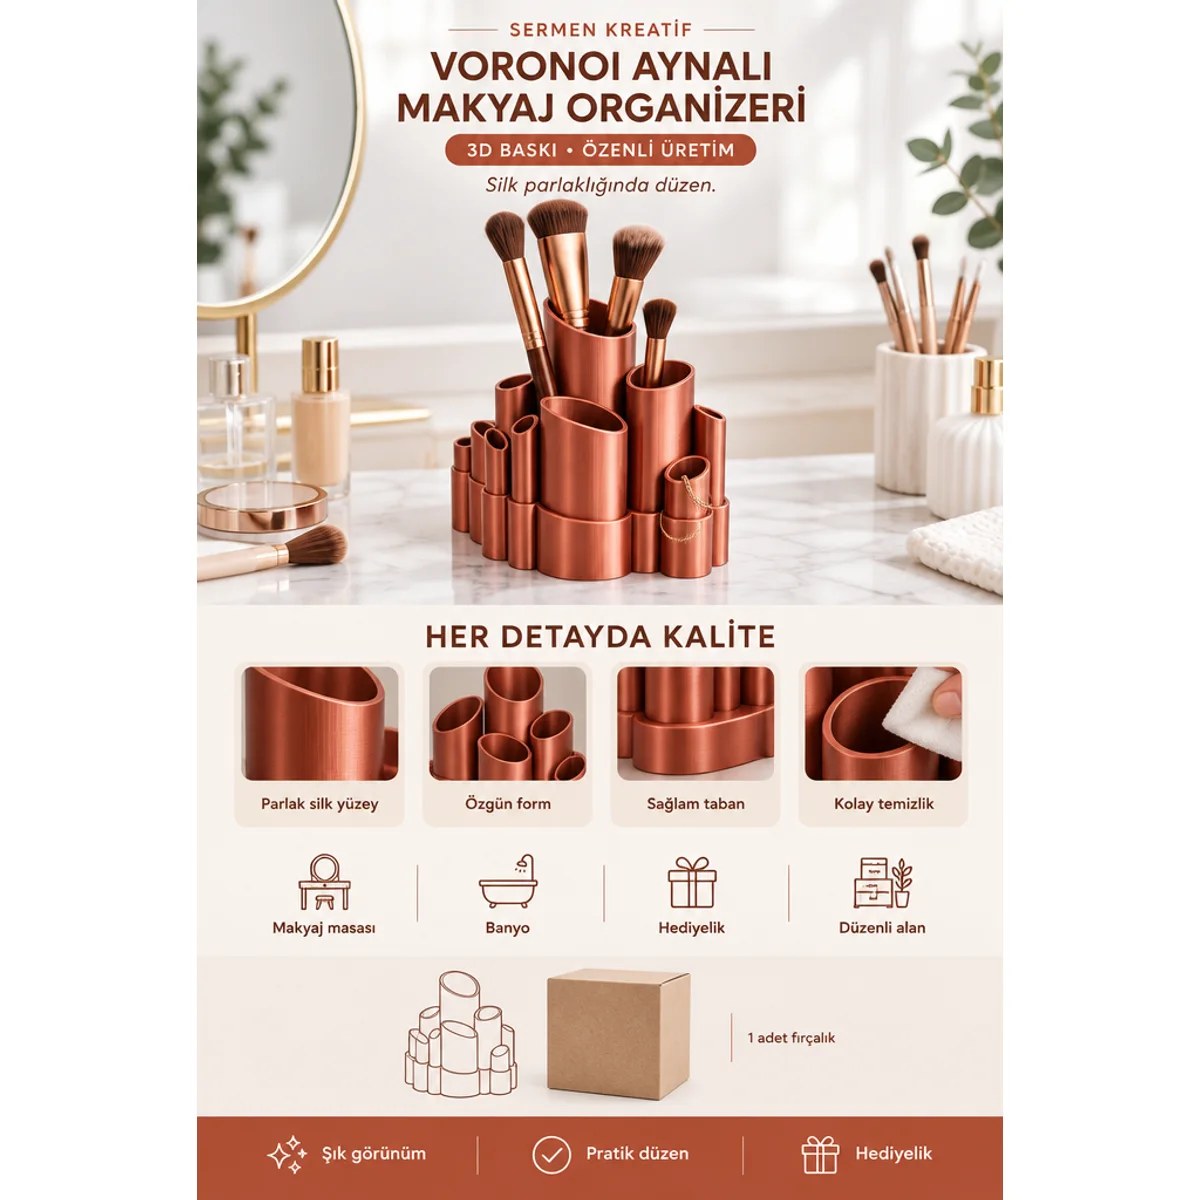 SERMEN KREATİF
VORONOI AYNALI
MAKYAJ ORGANİZERİ
3D BASKI • ÖZENLİ ÜRETİM
Silk parlaklığında düzen.
HER DETAYDA KALİTE
Parlak silk yüzey
Özgün form
Sağlam taban
Kolay temizlik
Makyaj masası
Banyo
Hediyelik
Düzenli alan
1 adet fırçalık
Şık görünüm
Pratik düzen
Hediyelik